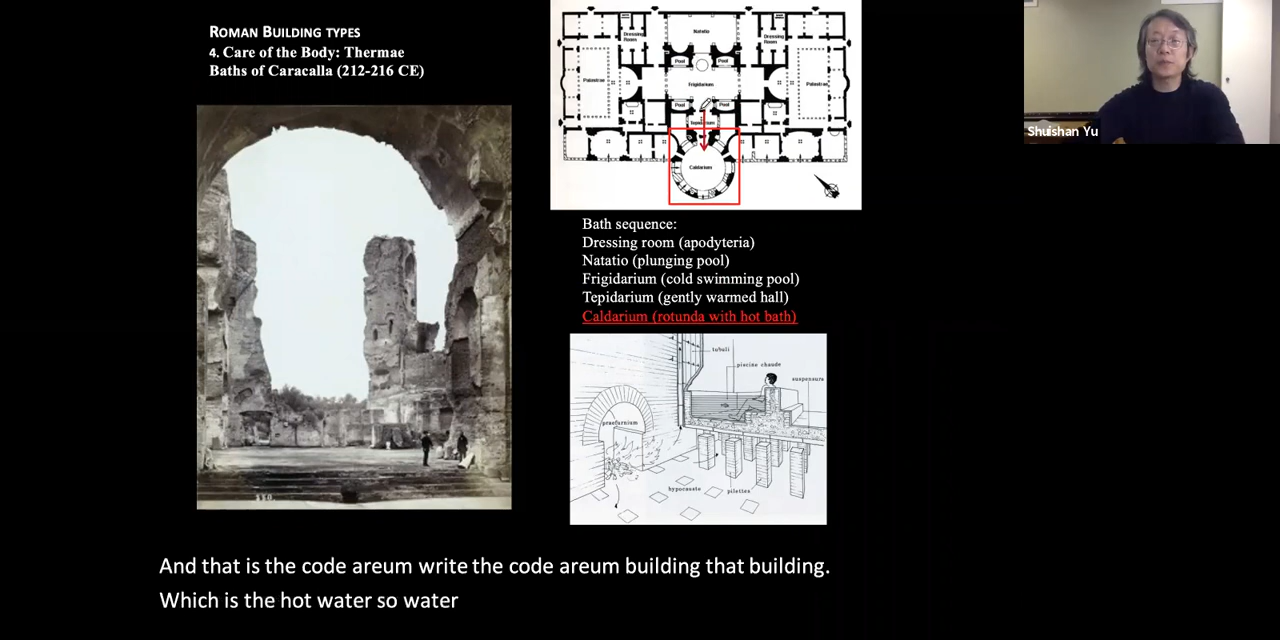 ROMAN BUILDING TYPES
4. Care of the Body: Thermae
Baths of Caracalla (212-216 CE)
Dressing
Room
Natatio
Dressing
Room
Pool
Pool
Palestrae
Frigidarium
Palestrae
Pool
Pool
Caldarium
Shuishan Yu
Bath sequence:
Dressing room (apodyteria)
Natatio (plunging pool)
Frigidarium (cold swimming pool)
Tepidarium (gently warmed hall)
Caldarium (rotunda with hot bath)
tubuli
piscine chaude
suspensura
praefurnium
hypocauste
pilettes
And that is the code areum write the code areum building that building.
Which is the hot water so water